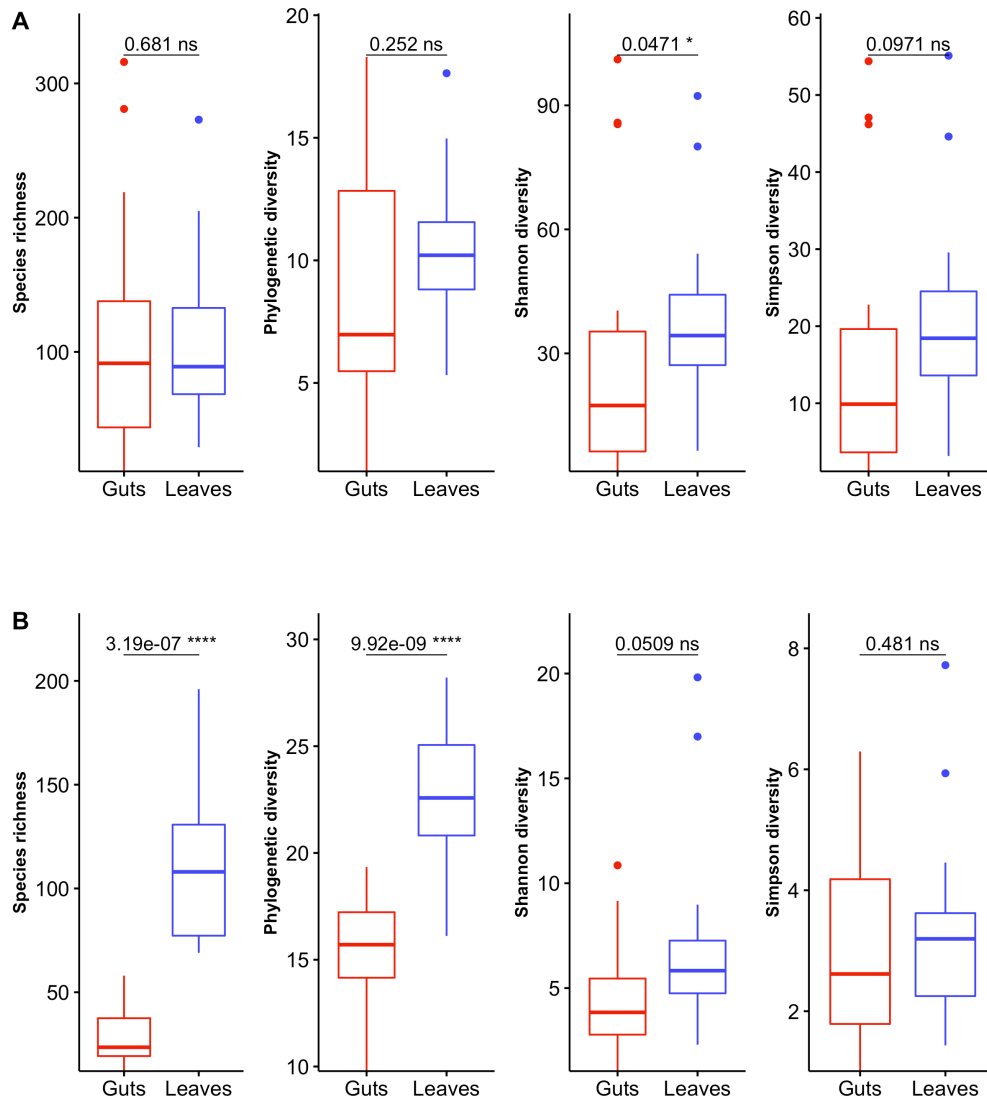 A
Species richness
300
200
100
0.681 ns
Guts Leaves
Phylogenetic diversity
20
15
10
5
0.252 ns
Guts Leaves
Shannon diversity
90
60
30
0.0471 *
Guts Leaves
Simpson diversity
60
50
40
30
20
10
0.0971 ns
Guts Leaves
B
Species richness
200
150
100
50
3.19e-07 ****
Guts Leaves
Phylogenetic diversity
30
25
20
15
10
9.92e-09 ****
Guts Leaves
Shannon diversity
20
15
10
5
0.0509 ns
Guts Leaves
Simpson diversity
8
6
4
2
0.481 ns
Guts Leaves